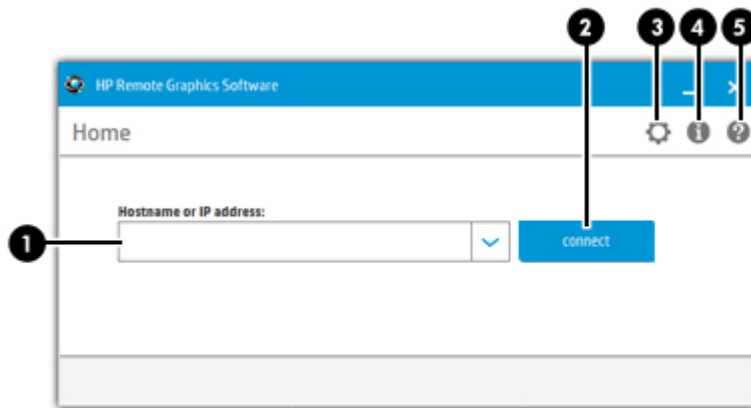 2 3 4 5
HP Remote Graphics Software
Home
Hostname or IP address:
1
connect